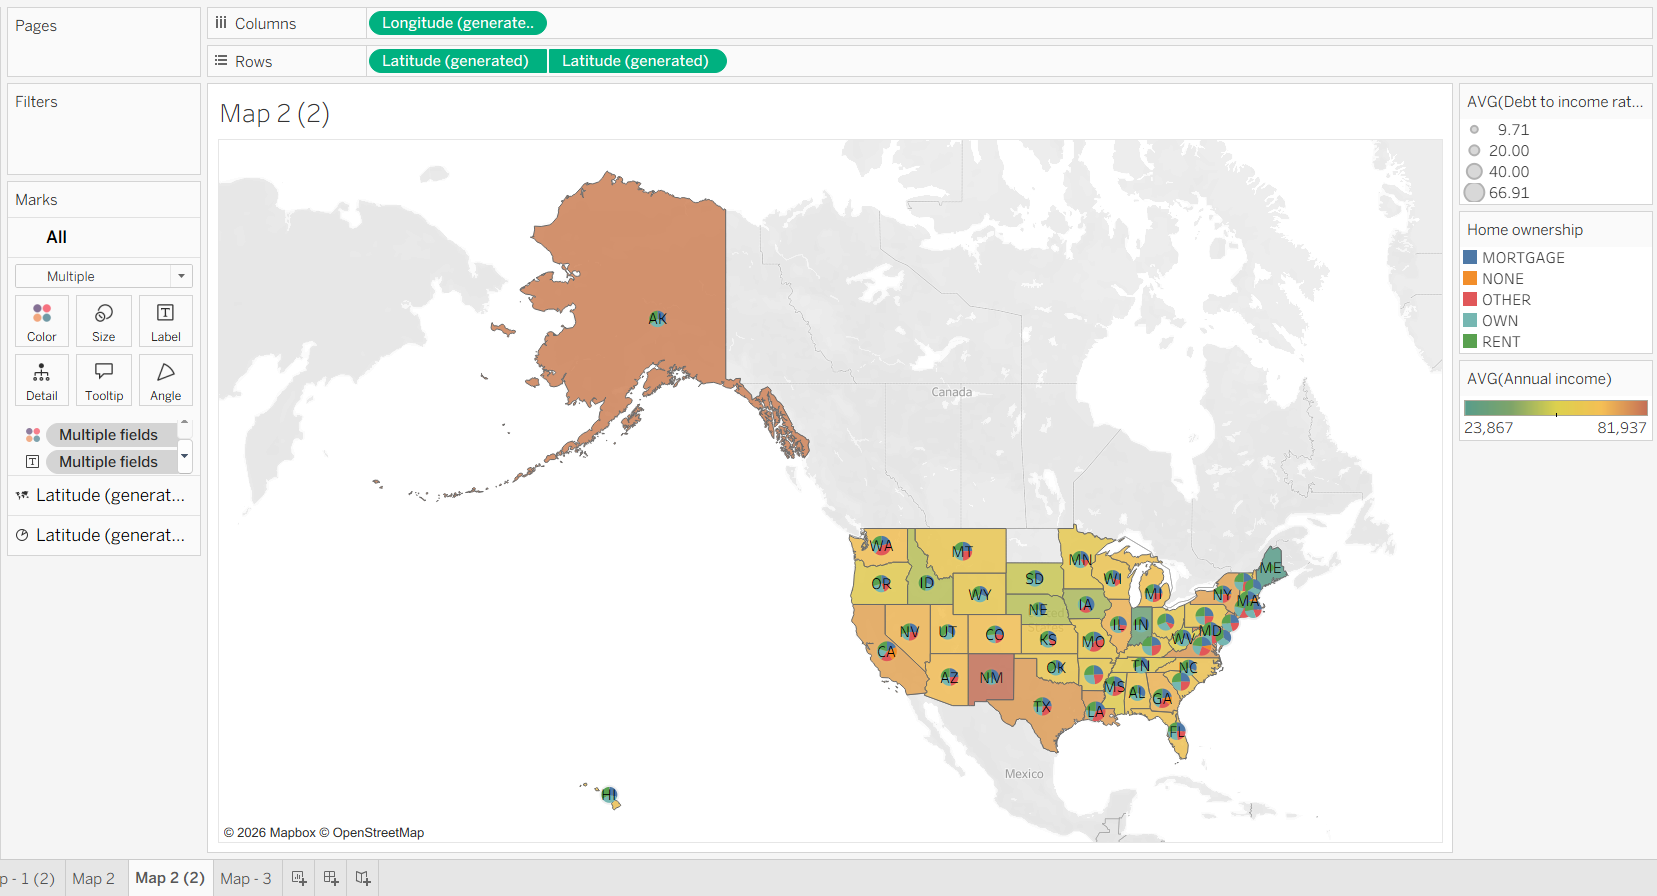 Pages
Columns
Longitude (generate..
Rows
Latitude (generated)
Latitude (generated)
Filters
Marks
All
Multiple
Color
Size
Label
Detail
Tooltip
Angle
Multiple fields
Multiple fields
Latitude (generat...
Latitude (generat...
Map 2 (2)
AK
Canada
WA
MT
MN
ME
OR
ID
SD
WI
WY
MI
NY
MA
NE
IA
NV
UT
CO
KS
MO
IL
IN
MD
WV
CA
AZ
NM
OK
TN
NC
TX
MS
AL
GA
LA
FL
HI
Mexico
© 2026 Mapbox © OpenStreetMap
AVG(Debt to income rat...
9.71
20.00
40.00
66.91
Home ownership
MORTGAGE
NONE
OTHER
OWN
RENT
AVG(Annual income)
23,867
81,937
p - 1 (2)
Map 2
Map 2 (2)
Map - 3